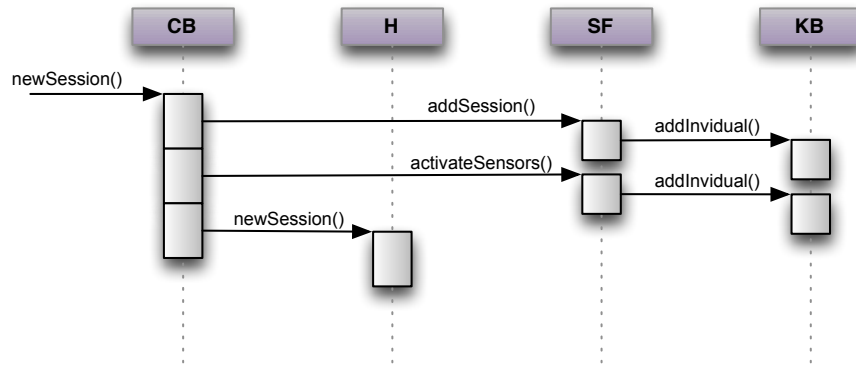 CB
H
SF
KB
newSession()
addSession()
addInvidual()
activateSensors()
addInvidual()
newSession()